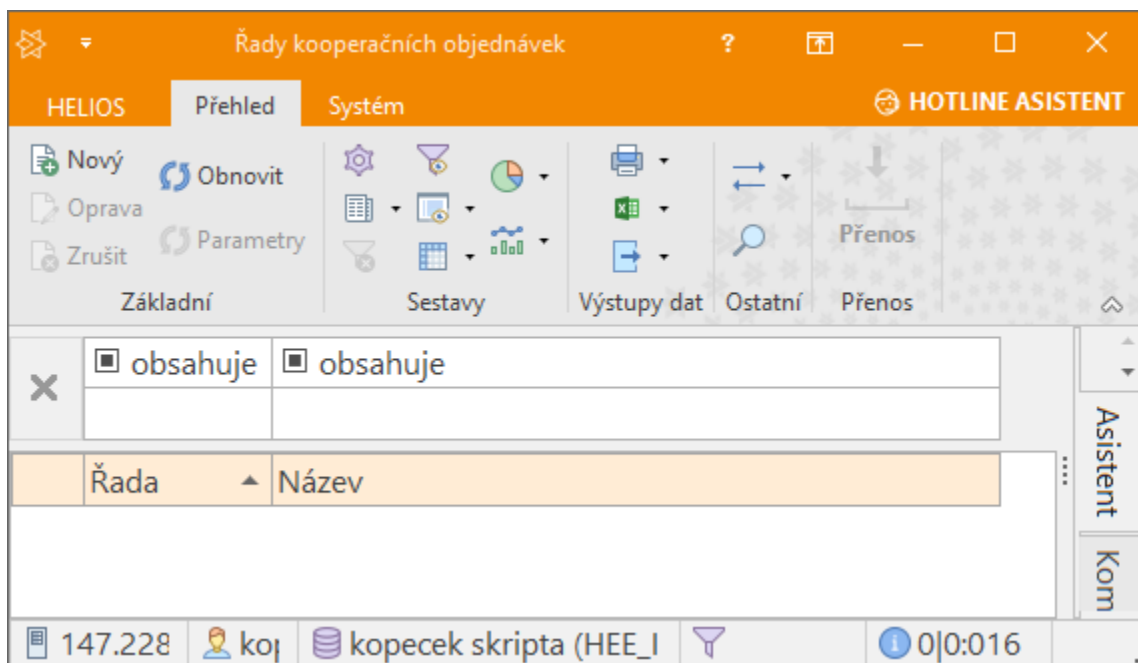 Řady kooperačních objednávek
?
HELIOS Přehled Systém HOTLINE ASISTENT
Nový
Oprava
Zrušit
Obnovit
Parametry
Základní
Sestavy
Výstupy dat
Ostatní
Přenos
Přenos
obsahuje obsahuje
Řada Název
Asistent
Kom
147.228 kop kopecek skripta (HEE_I 0|0:016